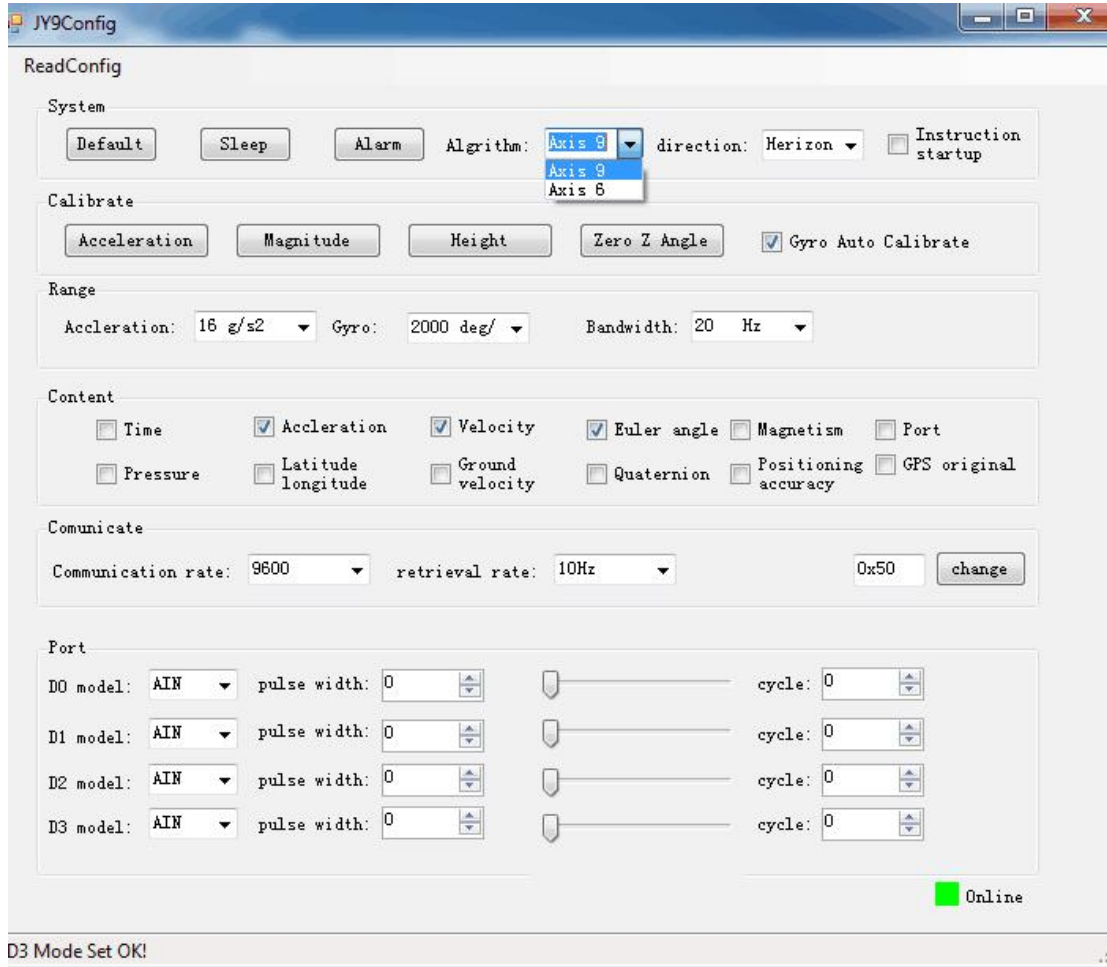 JY9Config
ReadConfig
System
Default Sleep Alarm Algrithm: Axis 9 direction: Herizon Instruction startup
Axis 9
Axis 6
Calibrate
Acceleration Magnitude Height Zero Z Angle Gyro Auto Calibrate
Range
Accleration: 16 g/s2 Gyro: 2000 deg/ Bandwidth: 20 Hz
Content
Time Accleration Velocity Euler angle Magnetism Port
Pressure Latitude longitude Ground velocity Quaternion Positioning accuracy GPS original
Comunicate
Communication rate: 9600 retrieval rate: 10Hz 0x50 change
Port
D0 model: AIN pulse width: 0 cycle: 0
D1 model: AIN pulse width: 0 cycle: 0
D2 model: AIN pulse width: 0 cycle: 0
D3 model: AIN pulse width: 0 cycle: 0
Online
D3 Mode Set OK!